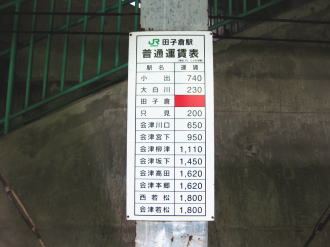 JR 田子倉駅
普通運賃表
駅名 運賃
小出 740
大白川 230
田子倉
只見 200
会津川口 650
会津宮下 950
会津柳津 1,110
会津坂下 1,450
会津高田 1,620
会津本郷 1,620
西若松 1,800
会津若松 1,800